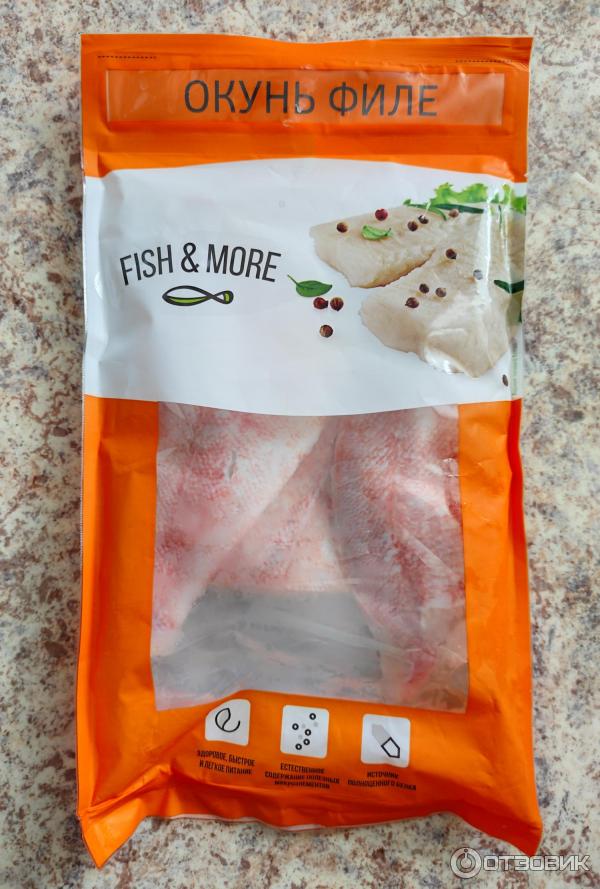 ОКУНЬ ФИЛЕ
FISH & MORE
ЗДОРОВОЕ, БЫСТРОЕ
И ЛЕГКОЕ ПИТАНИЕ
ЕСТЕСТВЕННОЕ
СОДЕРЖАНИЕ ПОЛЕЗНЫХ
МИКРОЭЛЕМЕНТОВ
ИСТОЧНИК
ПОЛНОЦЕННОГО БЕЛКА
ОТЗОВИК